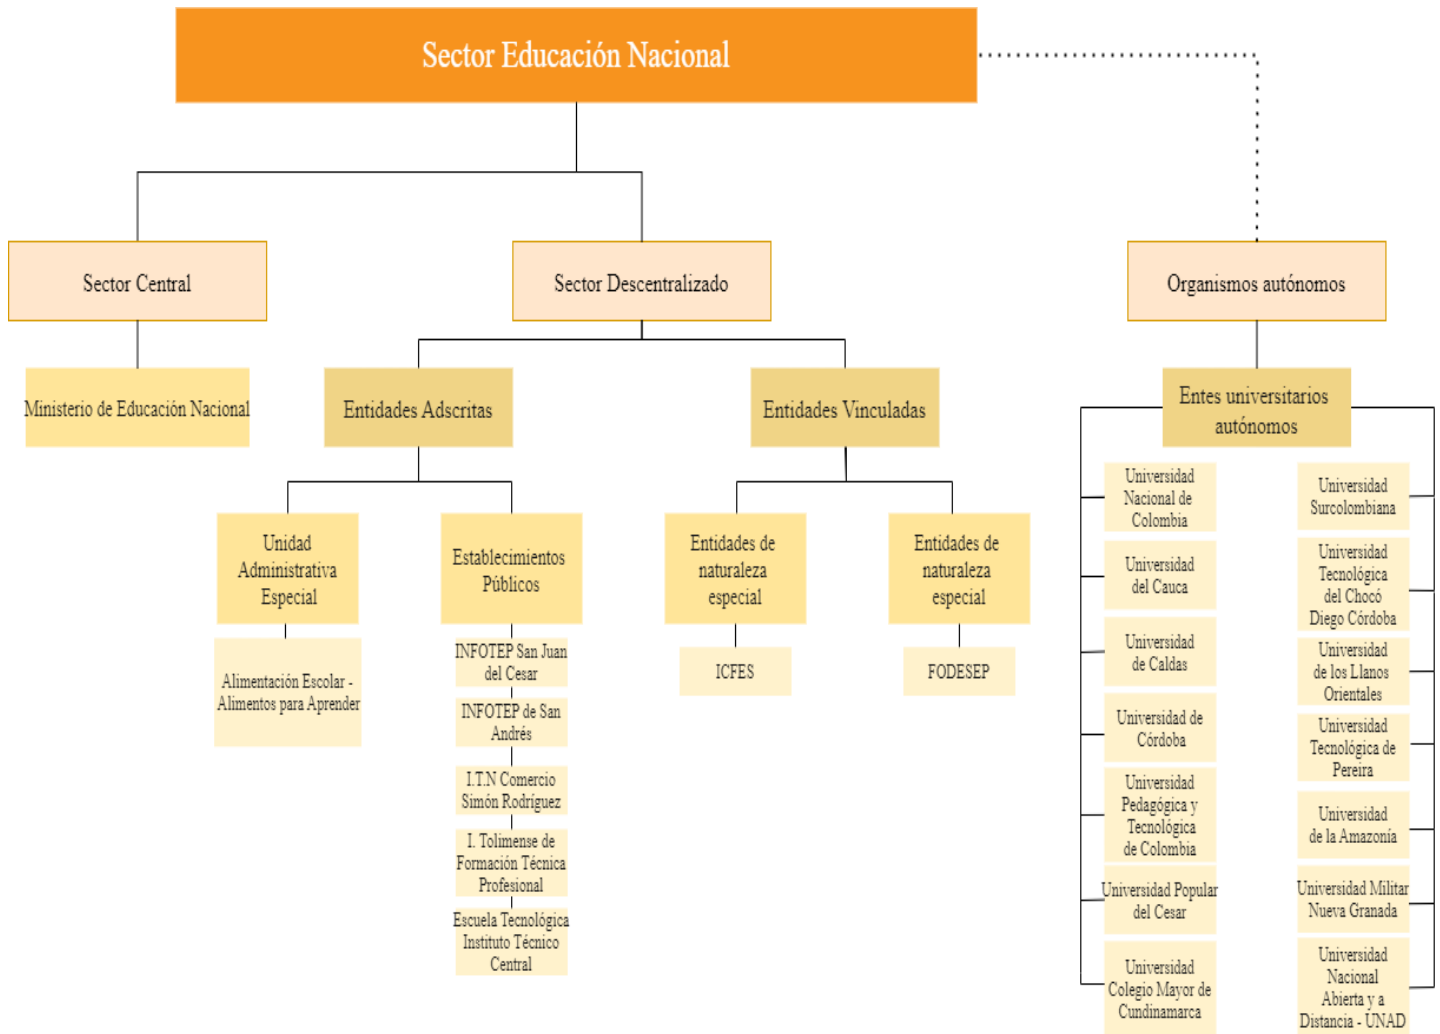 Sector Educación Nacional
Sector Central
Sector Descentralizado
Organismos autónomos
Ministerio de Educación Nacional
Entidades Adscritas
Entidades Vinculadas
Entes universitarios
autónomos
Unidad
Administrativa
Especial
Establecimientos
Públicos
Entidades de
naturaleza
especial
Entidades de
naturaleza
especial
Alimentación Escolar -
Alimentos para Aprender
INFOTEP San Juan
del Cesar
INFOTEP de San
Andrés
I.T.N Comercio
Simón Rodríguez
I. Tolimense de
Formación Técnica
Profesional
Escuela Tecnológica
Instituto Técnico
Central
ICFES
FODESEP
Universidad
Nacional de
Colombia
Universidad
del Cauca
Universidad
de Caldas
Universidad de
Córdoba
Universidad
Pedagógica y
Tecnológica
de Colombia
Universidad Popular
del Cesar
Universidad
Colegio Mayor de
Cundinamarca
Universidad
Surcolombiana
Universidad
Tecnológica
del Chocó
Diego Córdoba
Universidad
de los Llanos
Orientales
Universidad
Tecnológica de
Pereira
Universidad
de la Amazonía
Universidad Militar
Nueva Granada
Universidad
Nacional
Abierta y a
Distancia - UNAD